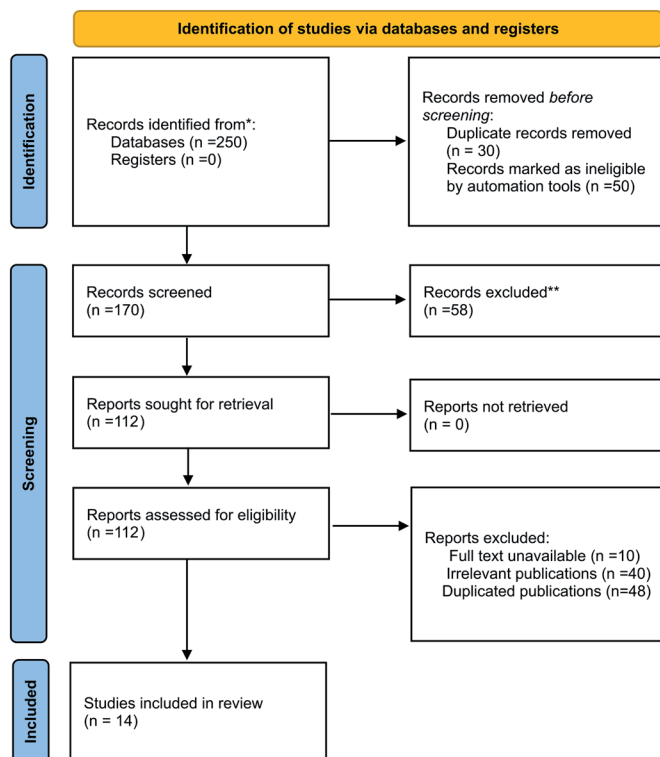 Identification of studies via databases and registers
Identification
Records identified from*:
Databases (n =250)
Registers (n =0)
Records removed before
screening:
Duplicate records removed
(n = 30)
Records marked as ineligible
by automation tools (n =50)
Screening
Records screened
(n =170)
Records excluded**
(n =58)
Reports sought for retrieval
(n =112)
Reports not retrieved
(n = 0)
Reports assessed for eligibility
(n =112)
Reports excluded:
Full text unavailable (n =10)
Irrelevant publications (n =40)
Duplicated publications (n=48)
Included
Studies included in review
(n = 14)